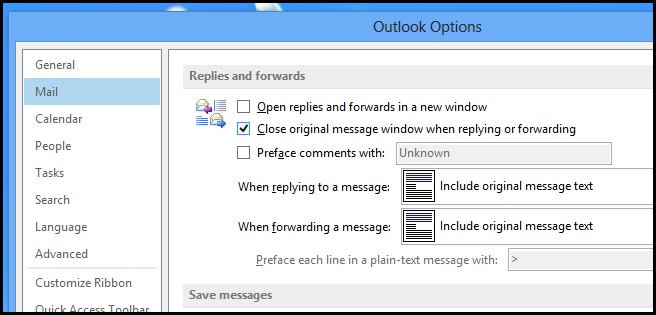 Outlook Options
General
Mail
Calendar
People
Tasks
Search
Language
Advanced
Customize Ribbon
Quick Access Toolbar
Replies and forwards
Open replies and forwards in a new window
Close original message window when replying or forwarding
Preface comments with: Unknown
When replying to a message: Include original message text
When forwarding a message: Include original message text
Preface each line in a plain-text message with: >
Save messages